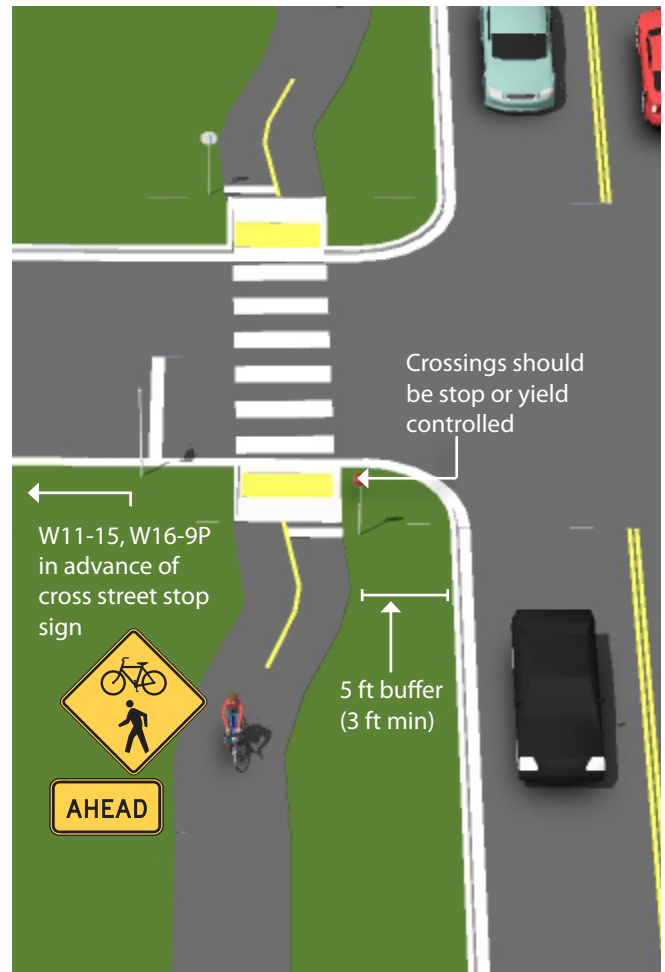 Crossings should
be stop or yield
controlled
W11-15, W16-9P
in advance of
cross street stop
sign
5 ft buffer
(3 ft min)
AHEAD